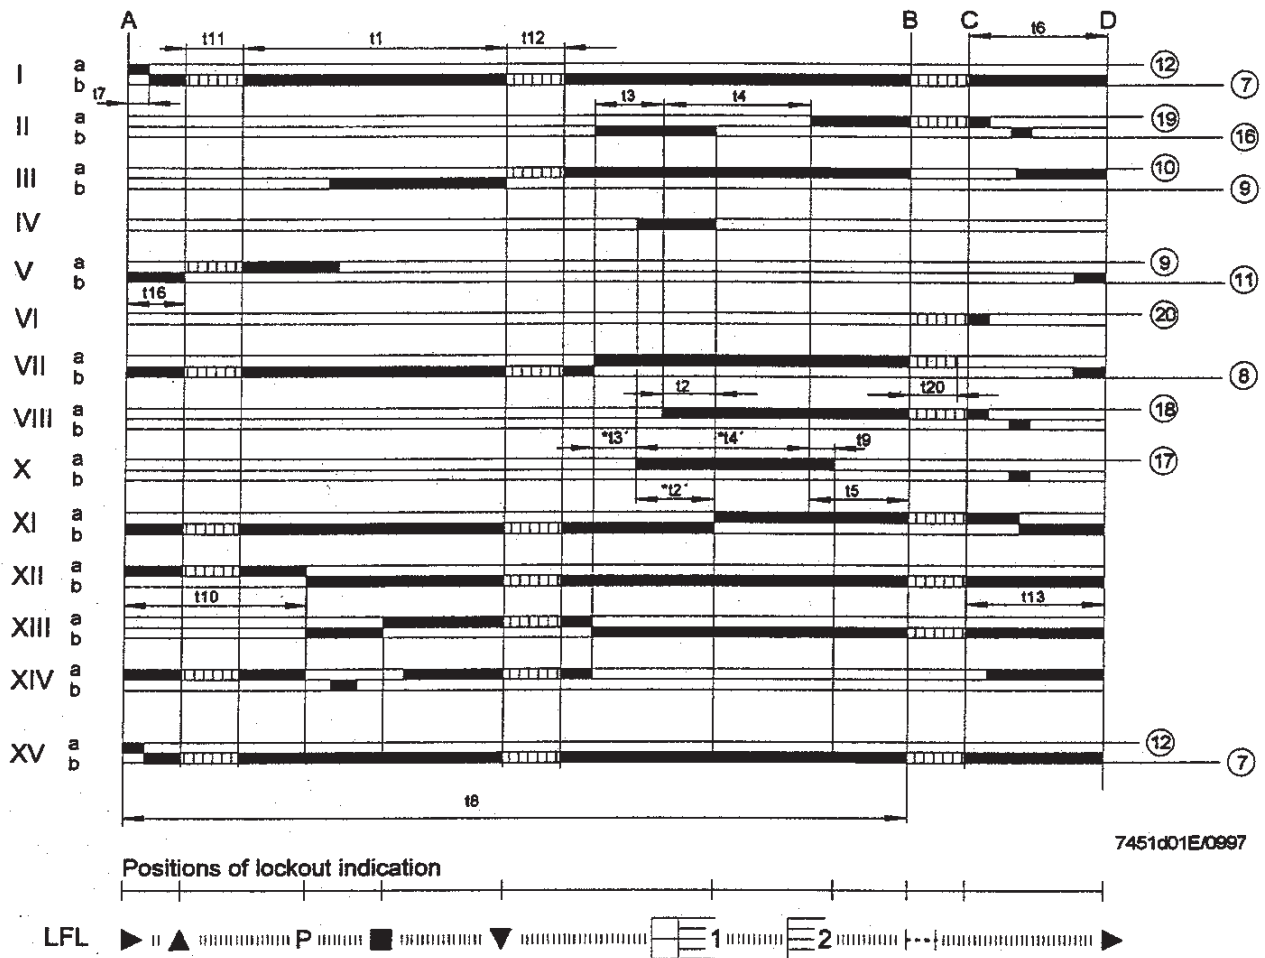 A B C D
t11 t1 t12 t6
I a 12
b 7
t7 t3 t4
II a 19
b 16
III a 10
b 9
IV
V a 9
b 11
t16
VI 20
VII a
b 8
t2 t20
VIII a 18
b
*t3´ *t4´ t9
X a 17
b
*t2´ t5
XI a
b
XII a
b
t10 t13
XIII a
b
XIV a
b
XV a 12
b 7
t8
7451d01E/0997
Positions of lockout indication
LFL P 1 2